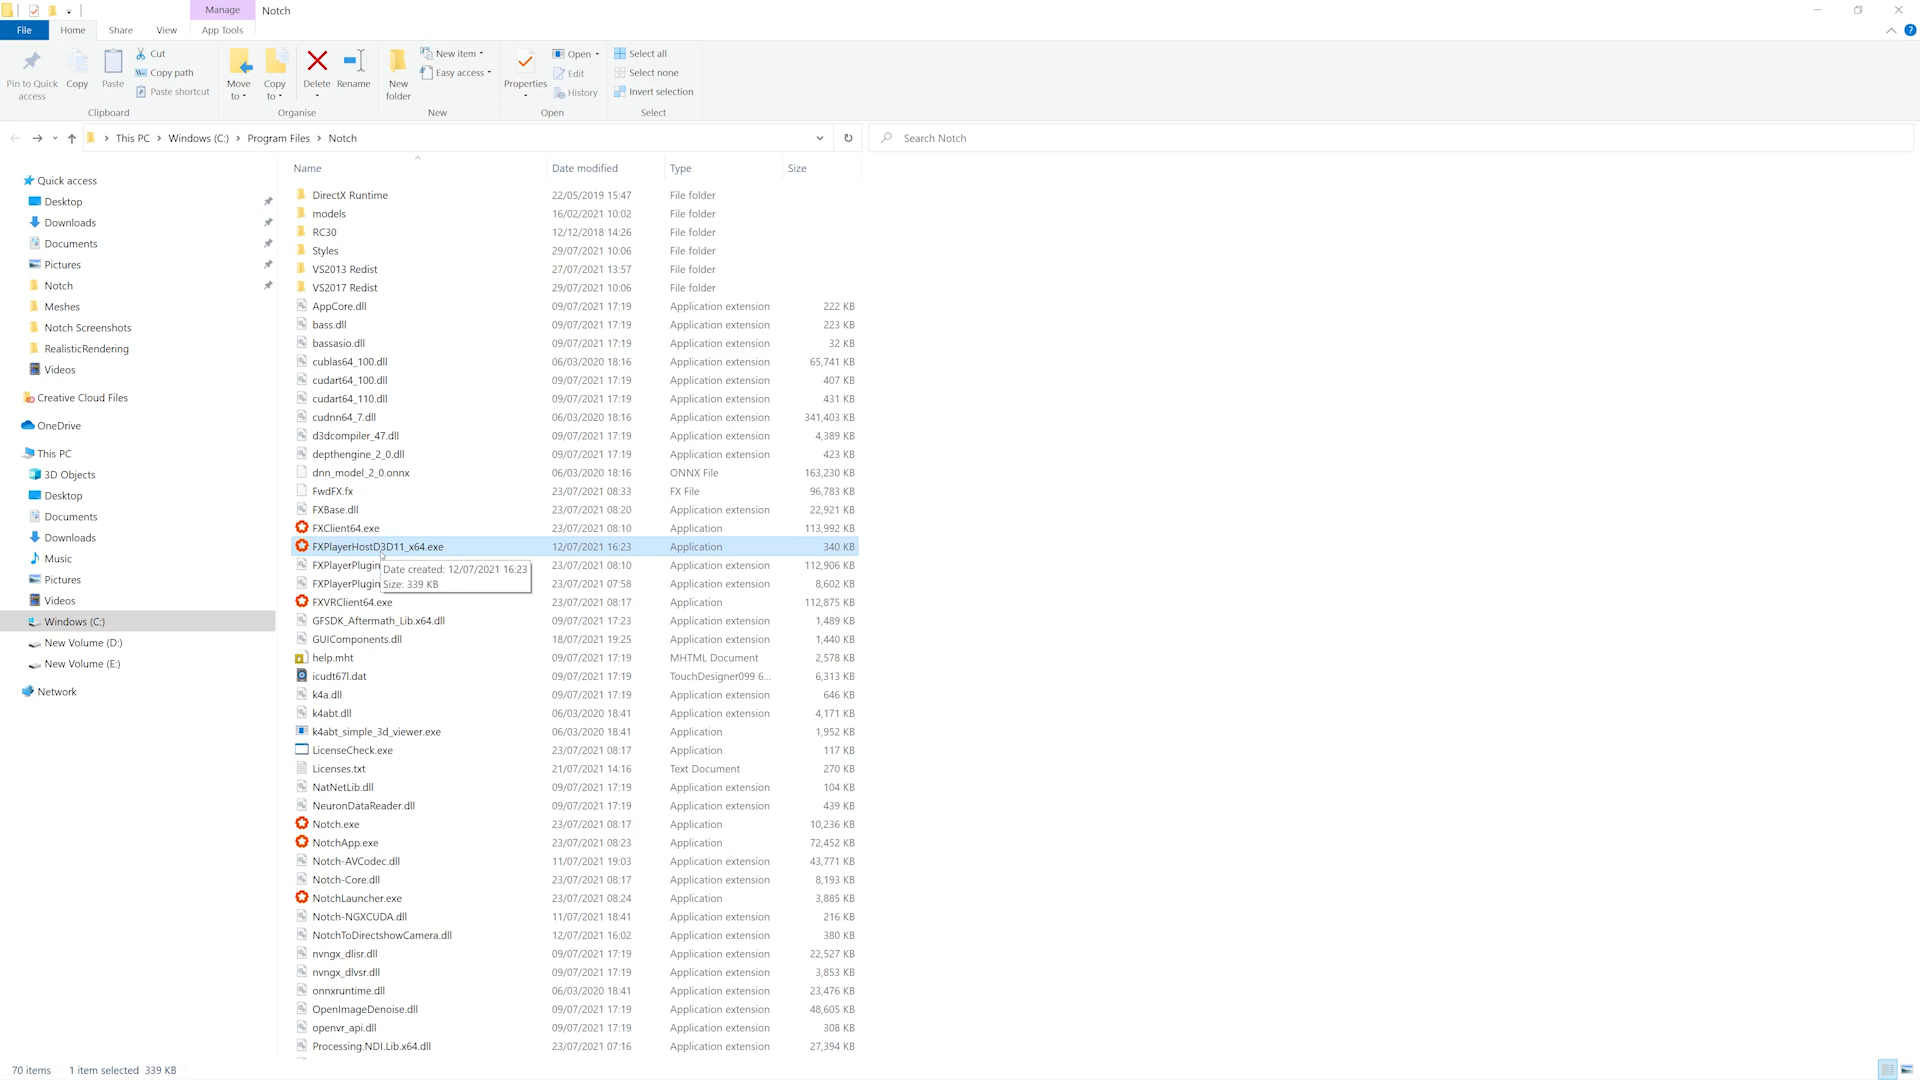 Manage
Notch
File
Home
Share
View
App Tools
Pin to Quick access
Copy
Paste
Cut
Copy path
Paste shortcut
Move to
Copy to
Delete
Rename
New folder
New item
Easy access
Properties
Open
Edit
History
Select all
Select none
Invert selection
Clipboard
Organise
New
Open
Select
This PC > Windows (C:) > Program Files > Notch
Search Notch
Name Date modified Type Size
Quick access
Desktop
Downloads
Documents
Pictures
Notch
Meshes
Notch Screenshots
RealisticRendering
Videos
Creative Cloud Files
OneDrive
This PC
3D Objects
Desktop
Documents
Downloads
Music
Pictures
Videos
Windows (C:)
New Volume (D:)
New Volume (E:)
Network
DirectX Runtime 22/05/2019 15:47 File folder
models 16/02/2021 10:02 File folder
RC30 12/12/2018 14:26 File folder
Styles 29/07/2021 10:06 File folder
VS2013 Redist 27/07/2021 13:57 File folder
VS2017 Redist 29/07/2021 10:06 File folder
AppCore.dll 09/07/2021 17:19 Application extension 222 KB
bass.dll 09/07/2021 17:19 Application extension 223 KB
bassasio.dll 09/07/2021 17:19 Application extension 32 KB
cublas64_100.dll 06/03/2020 18:16 Application extension 65,741 KB
cudart64_100.dll 09/07/2021 17:19 Application extension 407 KB
cudart64_110.dll 09/07/2021 17:19 Application extension 431 KB
cudnn64_7.dll 06/03/2020 18:16 Application extension 341,403 KB
d3dcompiler_47.dll 09/07/2021 17:19 Application extension 4,389 KB
depthengine_2_0.dll 09/07/2021 17:19 Application extension 423 KB
dnn_model_2_0.onnx 06/03/2020 18:16 ONNX File 163,230 KB
FwdFX.fx 23/07/2021 08:33 FX File 96,783 KB
FXBase.dll 23/07/2021 08:20 Application extension 22,921 KB
FXClient64.exe 23/07/2021 08:10 Application 113,992 KB
FXPlayerHostD3D11_x64.exe 12/07/2021 16:23 Application 340 KB
FXPlayerPlugin 23/07/2021 08:10 Application extension 112,906 KB
FXPlayerPlugin 23/07/2021 07:58 Application extension 8,602 KB
Date created: 12/07/2021 16:23
Size: 339 KB
FXVRClient64.exe 23/07/2021 08:17 Application 112,875 KB
GFSDK_Aftermath_Lib.x64.dll 09/07/2021 17:23 Application extension 1,489 KB
GUIComponents.dll 18/07/2021 19:25 Application extension 1,440 KB
help.mht 09/07/2021 17:19 MHTML Document 2,578 KB
icudt67l.dat 09/07/2021 17:19 TouchDesigner099 6... 6,313 KB
k4a.dll 09/07/2021 17:19 Application extension 646 KB
k4abt.dll 06/03/2020 18:41 Application extension 4,171 KB
k4abt_simple_3d_viewer.exe 06/03/2020 18:41 Application 1,952 KB
LicenseCheck.exe 23/07/2021 08:17 Application 117 KB
Licenses.txt 21/07/2021 14:16 Text Document 270 KB
NatNetLib.dll 09/07/2021 17:19 Application extension 104 KB
NeuronDataReader.dll 09/07/2021 17:19 Application extension 439 KB
Notch.exe 23/07/2021 08:17 Application 10,236 KB
NotchApp.exe 23/07/2021 08:23 Application 72,452 KB
Notch-AVCodec.dll 11/07/2021 19:03 Application extension 43,771 KB
Notch-Core.dll 23/07/2021 08:17 Application extension 8,193 KB
NotchLauncher.exe 23/07/2021 08:24 Application 3,885 KB
Notch-NGXCUDA.dll 11/07/2021 18:41 Application extension 216 KB
NotchToDirectshowCamera.dll 12/07/2021 16:02 Application extension 380 KB
nvngx_dlisr.dll 09/07/2021 17:19 Application extension 22,527 KB
nvngx_dlvsr.dll 09/07/2021 17:19 Application extension 3,853 KB
onnxruntime.dll 06/03/2020 18:41 Application extension 23,476 KB
OpenImageDenoise.dll 09/07/2021 17:19 Application extension 48,605 KB
openvr_api.dll 09/07/2021 17:19 Application extension 308 KB
Processing.NDI.Lib.x64.dll 23/07/2021 07:16 Application extension 27,394 KB
70 items 1 item selected 339 KB